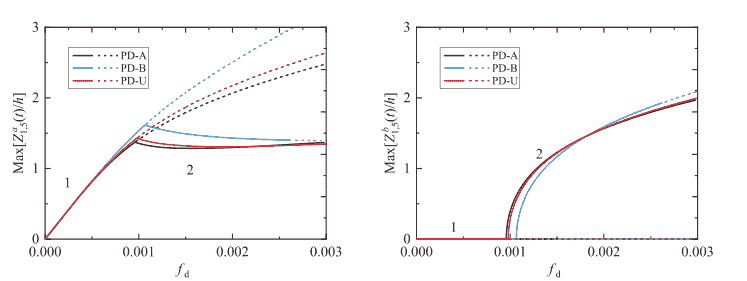 3
2
1
0
0.000
0.001
0.002
0.003
Max[Z^a_{1,5}(t)/h]
f_d
PD-A
PD-B
PD-U
1
2
3
2
1
0
0.000
0.001
0.002
0.003
Max[Z^b_{1,5}(t)/h]
f_d
PD-A
PD-B
PD-U
1
2